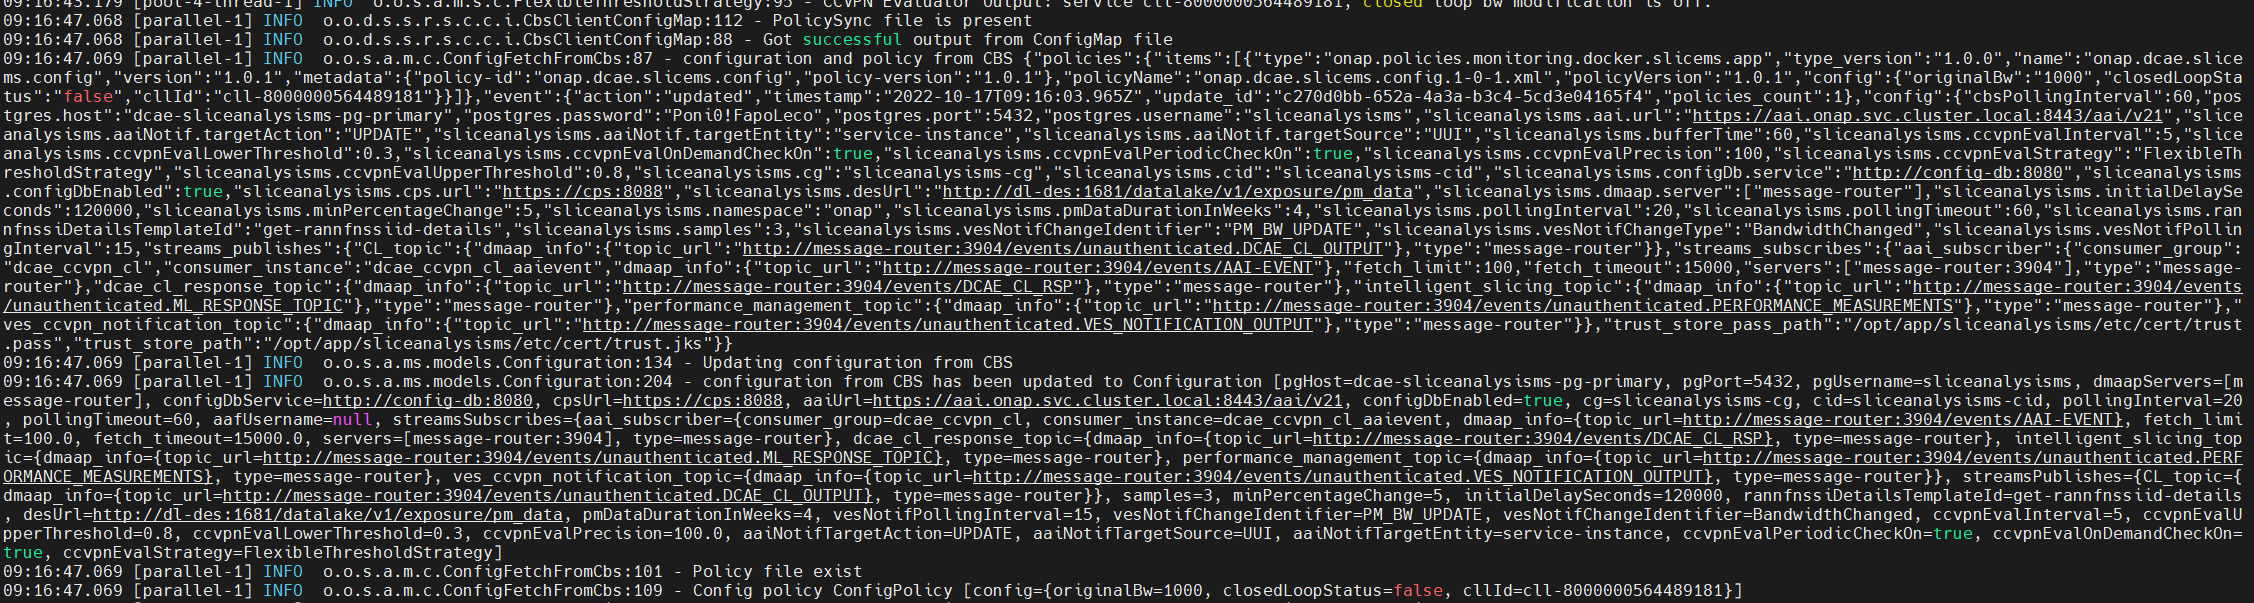 09:16:43.179 [pool-4-thread-1] INFO  o.o.s.a.m.s.c.FlexibleThresholdStrategy:95 - CCVPN Evaluator Output: service cll-8000000564489181, closed loop bw modification is off.
09:16:47.068 [parallel-1] INFO  o.o.d.s.s.r.s.c.c.i.CbsClientConfigMap:112 - PolicySync file is present
09:16:47.068 [parallel-1] INFO  o.o.d.s.s.r.s.c.c.i.CbsClientConfigMap:88 - Got successful output from ConfigMap file
09:16:47.069 [parallel-1] INFO  o.o.s.a.m.c.ConfigFetchFromCbs:87 - configuration and policy from CBS {"policies":{"items":[{"type":"onap.policies.monitoring.docker.slicems.app","type_version":"1.0.0","name":"onap.dcae.slice
ms.config","version":"1.0.1","metadata":{"policy-id":"onap.dcae.slicems.config","policy-version":"1.0.1"},"policyName":"onap.dcae.slicems.config.1-0-1.xml","policyVersion":"1.0.1","config":{"originalBw":"1000","closedLoopSta
tus":"false","cllId":"cll-8000000564489181"}}]},"event":{"action":"updated","timestamp":"2022-10-17T09:16:03.965Z","update_id":"c270d0bb-652a-4a3a-b3c4-5cd3e04165f4","policies_count":1},"config":{"cbsPollingInterval":60,"pos
tgres.host":"dcae-sliceanalysisms-pg-primary","postgres.password":"Poni0!FapoLeco","postgres.port":5432,"postgres.username":"sliceanalysisms","sliceanalysisms.aai.url":"https://aai.onap.svc.cluster.local:8443/aai/v21","slice
analysisms.aaiNotif.targetAction":"UPDATE","sliceanalysisms.aaiNotif.targetEntity":"service-instance","sliceanalysisms.aaiNotif.targetSource":"UUI","sliceanalysisms.bufferTime":60,"sliceanalysisms.ccvpnEvalInterval":5,"slice
analysisms.ccvpnEvalLowerThreshold":0.3,"sliceanalysisms.ccvpnEvalOnDemandCheckOn":true,"sliceanalysisms.ccvpnEvalPeriodicCheckOn":true,"sliceanalysisms.ccvpnEvalPrecision":100,"sliceanalysisms.ccvpnEvalStrategy":"FlexibleTh
resholdStrategy","sliceanalysisms.ccvpnEvalUpperThreshold":0.8,"sliceanalysisms.cg":"sliceanalysisms-cg","sliceanalysisms.cid":"sliceanalysisms-cid","sliceanalysisms.configDb.service":"http://config-db:8080","sliceanalysisms
.configDbEnabled":true,"sliceanalysisms.cps.url":"https://cps:8088","sliceanalysisms.desUrl":"http://dl-des:1681/datalake/v1/exposure/pm_data","sliceanalysisms.dmaap.server":["message-router"],"sliceanalysisms.initialDelaySe
conds":120000,"sliceanalysisms.minPercentageChange":5,"sliceanalysisms.namespace":"onap","sliceanalysisms.pmDataDurationInWeeks":4,"sliceanalysisms.pollingInterval":20,"sliceanalysisms.pollingTimeout":60,"sliceanalysisms.ran
nfnssiDetailsTemplateId":"get-rannfnssiid-details","sliceanalysisms.samples":3,"sliceanalysisms.vesNotifChangeIdentifier":"PM_BW_UPDATE","sliceanalysisms.vesNotifChangeType":"BandwidthChanged","sliceanalysisms.vesNotifPollin
gInterval":15,"streams_publishes":{"CL_topic":{"dmaap_info":{"topic_url":"http://message-router:3904/events/unauthenticated.DCAE_CL_OUTPUT"},"type":"message-router"}},"streams_subscribes":{"aai_subscriber":{"consumer_group":
"dcae_ccvpn_cl","consumer_instance":"dcae_ccvpn_cl_aaievent","dmaap_info":{"topic_url":"http://message-router:3904/events/AAI-EVENT"},"fetch_limit":100,"fetch_timeout":15000,"servers":["message-router:3904"],"type":"message-
router"},"dcae_cl_response_topic":{"dmaap_info":{"topic_url":"http://message-router:3904/events/DCAE_CL_RSP"},"type":"message-router"},"intelligent_slicing_topic":{"dmaap_info":{"topic_url":"http://message-router:3904/events
/unauthenticated.ML_RESPONSE_TOPIC"},"type":"message-router"},"performance_management_topic":{"dmaap_info":{"topic_url":"http://message-router:3904/events/unauthenticated.PERFORMANCE_MEASUREMENTS"},"type":"message-router"},"
ves_ccvpn_notification_topic":{"dmaap_info":{"topic_url":"http://message-router:3904/events/unauthenticated.VES_NOTIFICATION_OUTPUT"},"type":"message-router"}},"trust_store_pass_path":"/opt/app/sliceanalysisms/etc/cert/trust
.pass","trust_store_path":"/opt/app/sliceanalysisms/etc/cert/trust.jks"}}
09:16:47.069 [parallel-1] INFO  o.o.s.a.ms.models.Configuration:134 - Updating configuration from CBS
09:16:47.069 [parallel-1] INFO  o.o.s.a.ms.models.Configuration:204 - configuration from CBS has been updated to Configuration [pgHost=dcae-sliceanalysisms-pg-primary, pgPort=5432, pgUsername=sliceanalysisms, dmaapServers=[m
essage-router], configDbService=http://config-db:8080, cpsUrl=https://cps:8088, aaiUrl=https://aai.onap.svc.cluster.local:8443/aai/v21, configDbEnabled=true, cg=sliceanalysisms-cg, cid=sliceanalysisms-cid, pollingInterval=20
, pollingTimeout=60, aafUsername=null, streamsSubscribes={aai_subscriber={consumer_group=dcae_ccvpn_cl, consumer_instance=dcae_ccvpn_cl_aaievent, dmaap_info={topic_url=http://message-router:3904/events/AAI-EVENT}, fetch_limi
t=100.0, fetch_timeout=15000.0, servers=[message-router:3904], type=message-router}, dcae_cl_response_topic={dmaap_info={topic_url=http://message-router:3904/events/DCAE_CL_RSP}, type=message-router}, intelligent_slicing_top
ic={dmaap_info={topic_url=http://message-router:3904/events/unauthenticated.ML_RESPONSE_TOPIC}, type=message-router}, performance_management_topic={dmaap_info={topic_url=http://message-router:3904/events/unauthenticated.PERF
ORMANCE_MEASUREMENTS}, type=message-router}, ves_ccvpn_notification_topic={dmaap_info={topic_url=http://message-router:3904/events/unauthenticated.VES_NOTIFICATION_OUTPUT}, type=message-router}}, streamsPublishes={CL_topic={
dmaap_info={topic_url=http://message-router:3904/events/unauthenticated.DCAE_CL_OUTPUT}, type=message-router}}, samples=3, minPercentageChange=5, initialDelaySeconds=120000, rannfnssiDetailsTemplateId=get-rannfnssiid-details
, desUrl=http://dl-des:1681/datalake/v1/exposure/pm_data, pmDataDurationInWeeks=4, vesNotifPollingInterval=15, vesNotifChangeIdentifier=PM_BW_UPDATE, vesNotifChangeIdentifier=BandwidthChanged, ccvpnEvalInterval=5, ccvpnEvalU
pperThreshold=0.8, ccvpnEvalLowerThreshold=0.3, ccvpnEvalPrecision=100.0, aaiNotifTargetAction=UPDATE, aaiNotifTargetSource=UUI, aaiNotifTargetEntity=service-instance, ccvpnEvalPeriodicCheckOn=true, ccvpnEvalOnDemandCheckOn=
true, ccvpnEvalStrategy=FlexibleThresholdStrategy]
09:16:47.069 [parallel-1] INFO  o.o.s.a.m.c.ConfigFetchFromCbs:101 - Policy file exist
09:16:47.069 [parallel-1] INFO  o.o.s.a.m.c.ConfigFetchFromCbs:109 - Config policy ConfigPolicy [config={originalBw=1000, closedLoopStatus=false, cllId=cll-8000000564489181}]